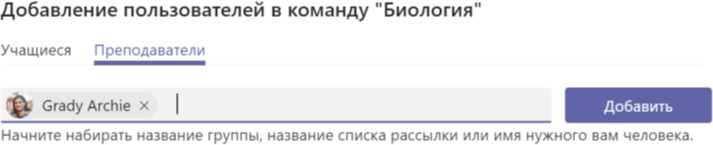 Добавление пользователей в команду "Биология"
Учащиеся Преподаватели
Grady Archie × Добавить
Начните набирать название группы, название списка рассылки или имя нужного вам человека.